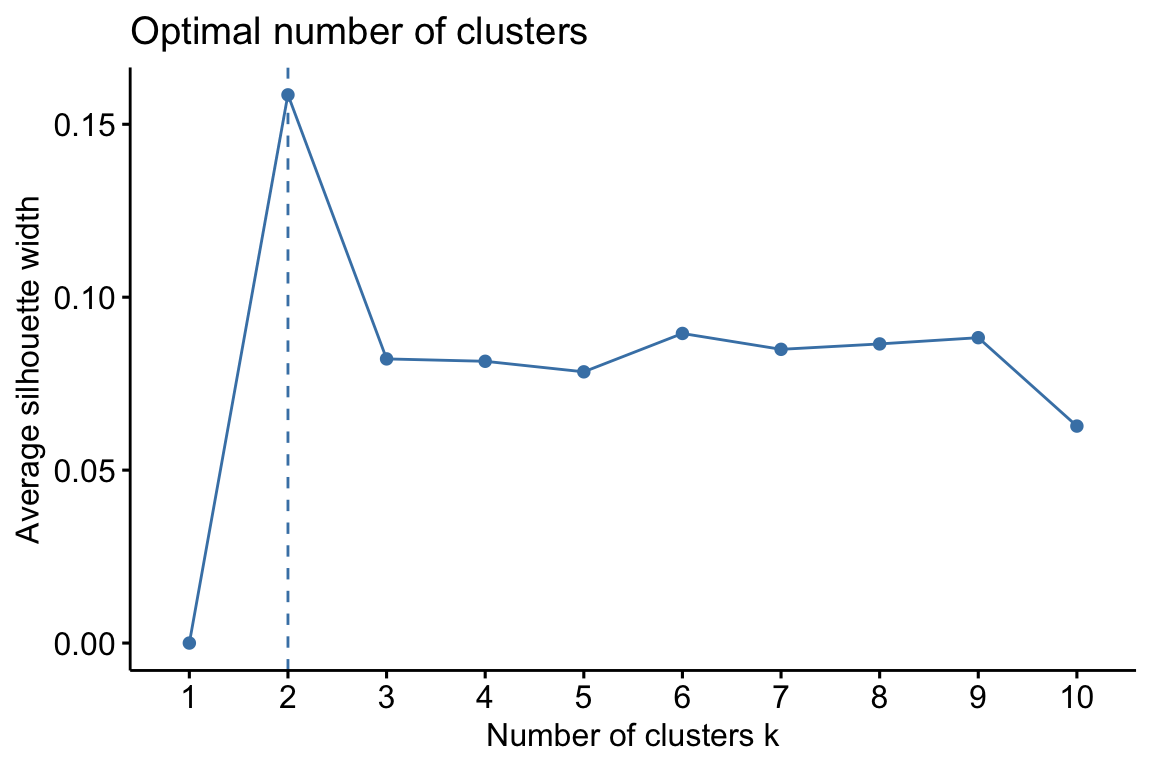 Optimal number of clusters
Average silhouette width
0.15
0.10
0.05
0.00
1 2 3 4 5 6 7 8 9 10
Number of clusters k